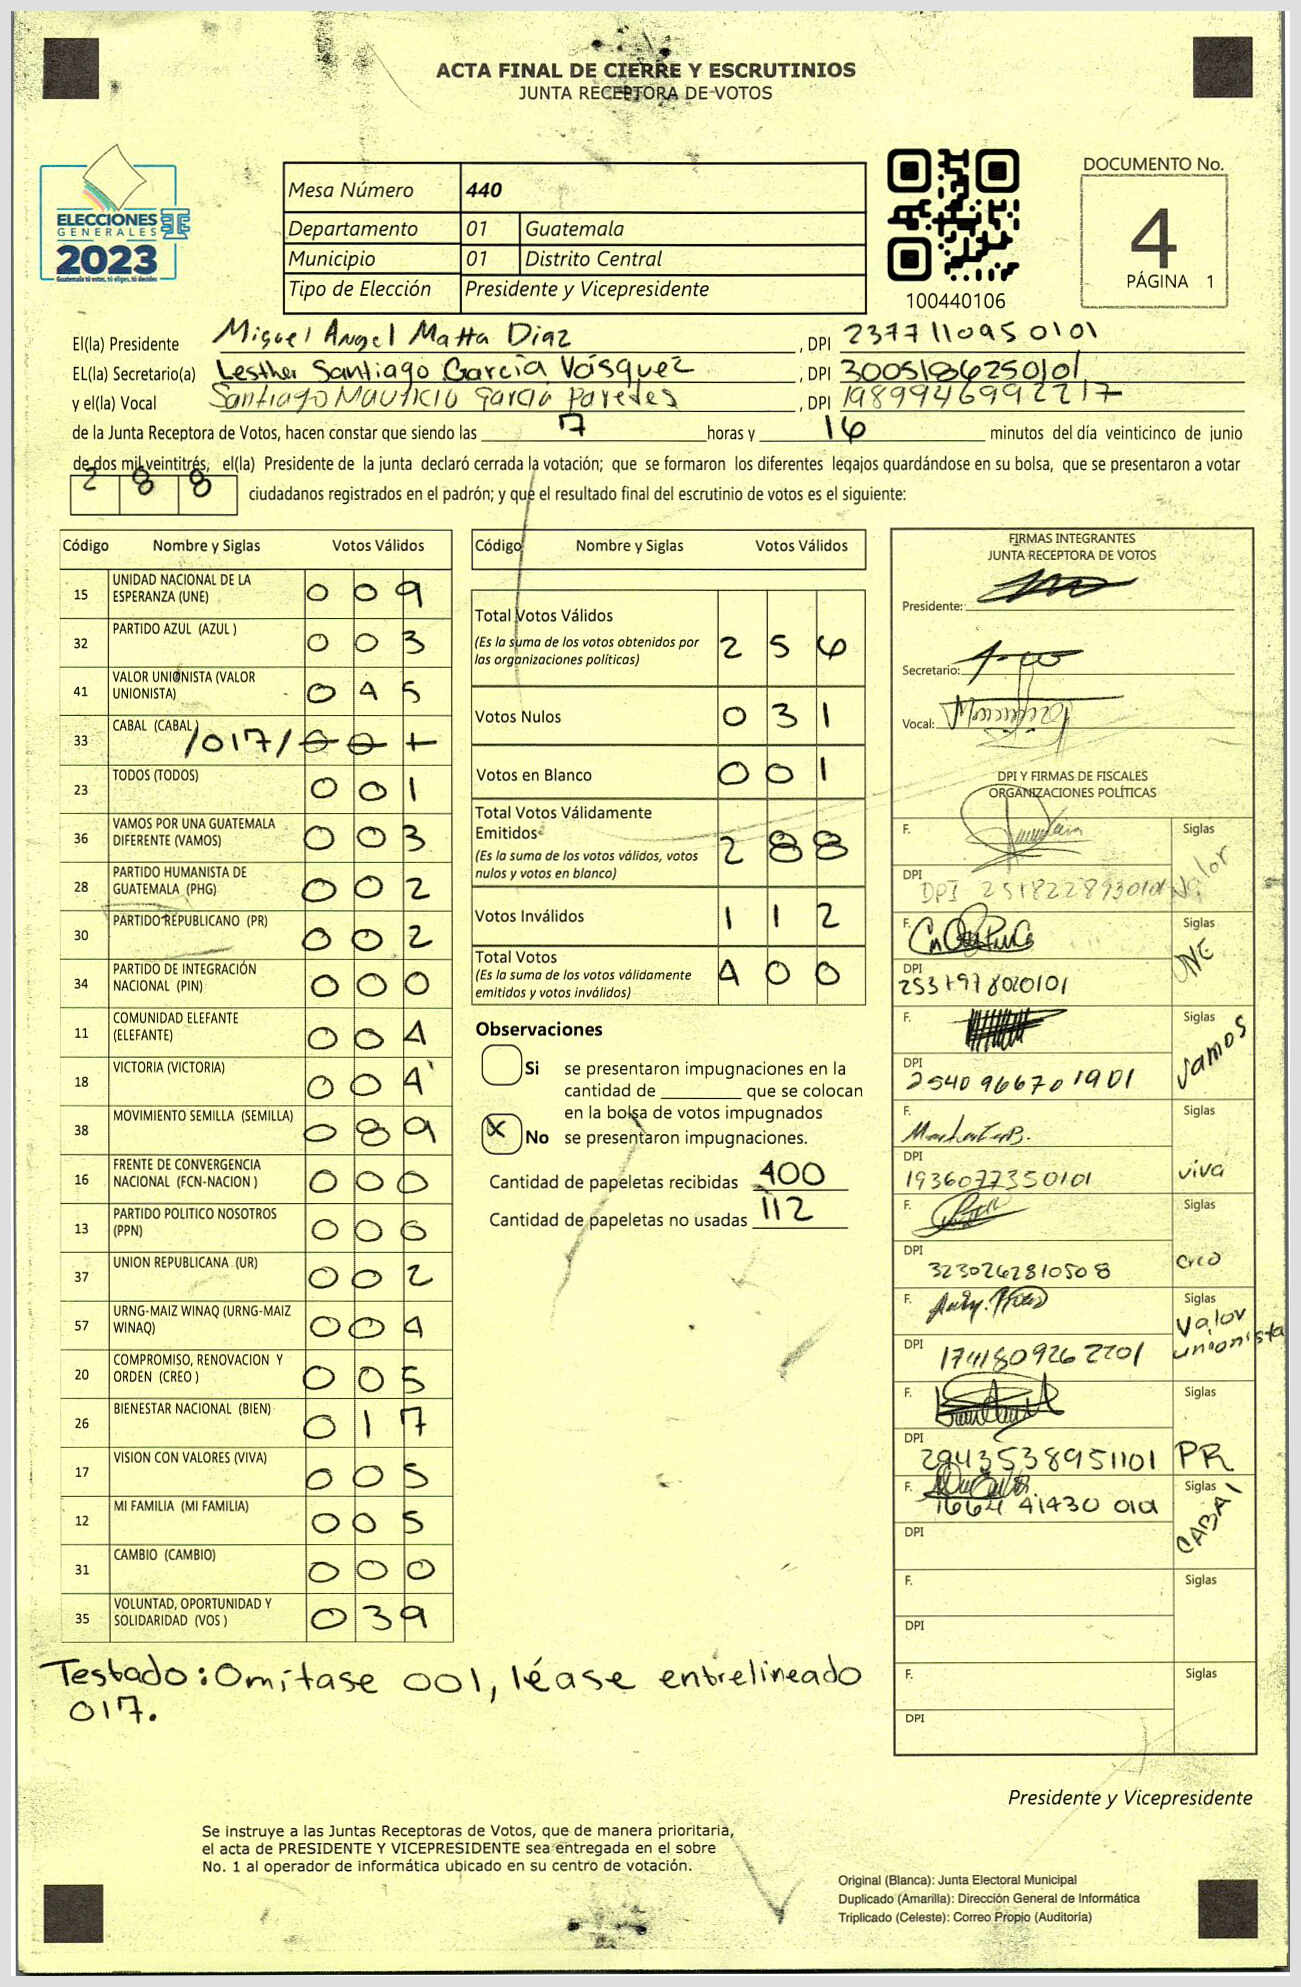 ACTA FINAL DE CIERRE Y ESCRUTINIOS
JUNTA RECEPTORA DE VOTOS
ELECCIONES
GENERALES
2023
Mesa Número 440
Departamento 01 Guatemala
Municipio 01 Distrito Central
Tipo de Elección Presidente y Vicepresidente
100440106
DOCUMENTO No.
4
PÁGINA 1
El(la) Presidente Miguel Angel Matta Diaz , DPI 2377110950101
EL(la) Secretario(a) Lesther Santiago García Vásquez , DPI 3005186250101
y el(la) Vocal Santiago Mauricio García Paredes , DPI 1989946992217
de la Junta Receptora de Votos, hacen constar que siendo las 17 horas y 16 minutos del día veinticinco de junio
de dos mil veintitrés, el(la) Presidente de la junta declaró cerrada la votación; que se formaron los diferentes legajos guardándose en su bolsa, que se presentaron a votar
288 ciudadanos registrados en el padrón; y que el resultado final del escrutinio de votos es el siguiente:
Código Nombre y Siglas Votos Válidos
15 UNIDAD NACIONAL DE LA ESPERANZA (UNE) 0 0 9
32 PARTIDO AZUL (AZUL ) 0 0 3
41 VALOR UNIONISTA (VALOR UNIONISTA) 0 4 5
33 CABAL (CABAL) /017/ 0 0 1
23 TODOS (TODOS) 0 0 1
36 VAMOS POR UNA GUATEMALA DIFERENTE (VAMOS) 0 0 3
28 PARTIDO HUMANISTA DE GUATEMALA (PHG) 0 0 2
30 PARTIDO REPUBLICANO (PR) 0 0 2
34 PARTIDO DE INTEGRACIÓN NACIONAL (PIN) 0 0 0
11 COMUNIDAD ELEFANTE (ELEFANTE) 0 0 4
18 VICTORIA (VICTORIA) 0 0 4
38 MOVIMIENTO SEMILLA (SEMILLA) 0 8 9
16 FRENTE DE CONVERGENCIA NACIONAL (FCN-NACION ) 0 0 0
13 PARTIDO POLITICO NOSOTROS (PPN) 0 0 0
37 UNION REPUBLICANA (UR) 0 0 2
57 URNG-MAIZ WINAQ (URNG-MAIZ WINAQ) 0 0 4
20 COMPROMISO, RENOVACION Y ORDEN (CREO ) 0 0 5
26 BIENESTAR NACIONAL (BIEN) 0 1 7
17 VISION CON VALORES (VIVA) 0 0 5
12 MI FAMILIA (MI FAMILIA) 0 0 5
31 CAMBIO (CAMBIO) 0 0 0
35 VOLUNTAD, OPORTUNIDAD Y SOLIDARIDAD (VOS ) 0 3 9
Código Nombre y Siglas Votos Válidos
Total Votos Válidos 2 5 6
(Es la suma de los votos obtenidos por
las organizaciones políticas)
Votos Nulos 0 3 1
Votos en Blanco 0 0 1
Total Votos Válidamente
Emitidos 2 8 8
(Es la suma de los votos válidos, votos
nulos y votos en blanco)
Votos Inválidos 1 1 2
Total Votos 4 0 0
(Es la suma de los votos válidamente
emitidos y votos inválidos)
Observaciones
Si se presentaron impugnaciones en la
cantidad de ________ que se colocan
en la bolsa de votos impugnados
X No se presentaron impugnaciones.
Cantidad de papeletas recibidas 400
Cantidad de papeletas no usadas 112
FIRMAS INTEGRANTES
JUNTA RECEPTORA DE VOTOS
Presidente:
Secretario:
Vocal:
DPI Y FIRMAS DE FISCALES
ORGANIZACIONES POLÍTICAS
F. Siglas Valor
DPI DPI 2518228930101
F. Siglas UNE
DPI 2531978020101
F. Siglas Vamos
DPI 2540966701901
F. Siglas viva
DPI 1936077350101
F. Siglas Creo
DPI 3230262810508
F. Siglas Valor unionista
DPI 1741809262201
F. Siglas PR
DPI 2943538951101
F. Siglas CABAL
1664 41430 0101
DPI
F. Siglas
DPI
F. Siglas
DPI
Testado: Omítase 001, léase entrelineado
017.
Presidente y Vicepresidente
Se instruye a las Juntas Receptoras de Votos, que de manera prioritaria,
el acta de PRESIDENTE Y VICEPRESIDENTE sea entregada en el sobre
No. 1 al operador de informática ubicado en su centro de votación.
Original (Blanca): Junta Electoral Municipal
Duplicado (Amarilla): Dirección General de Informática
Triplicado (Celeste): Correo Propio (Auditoría)